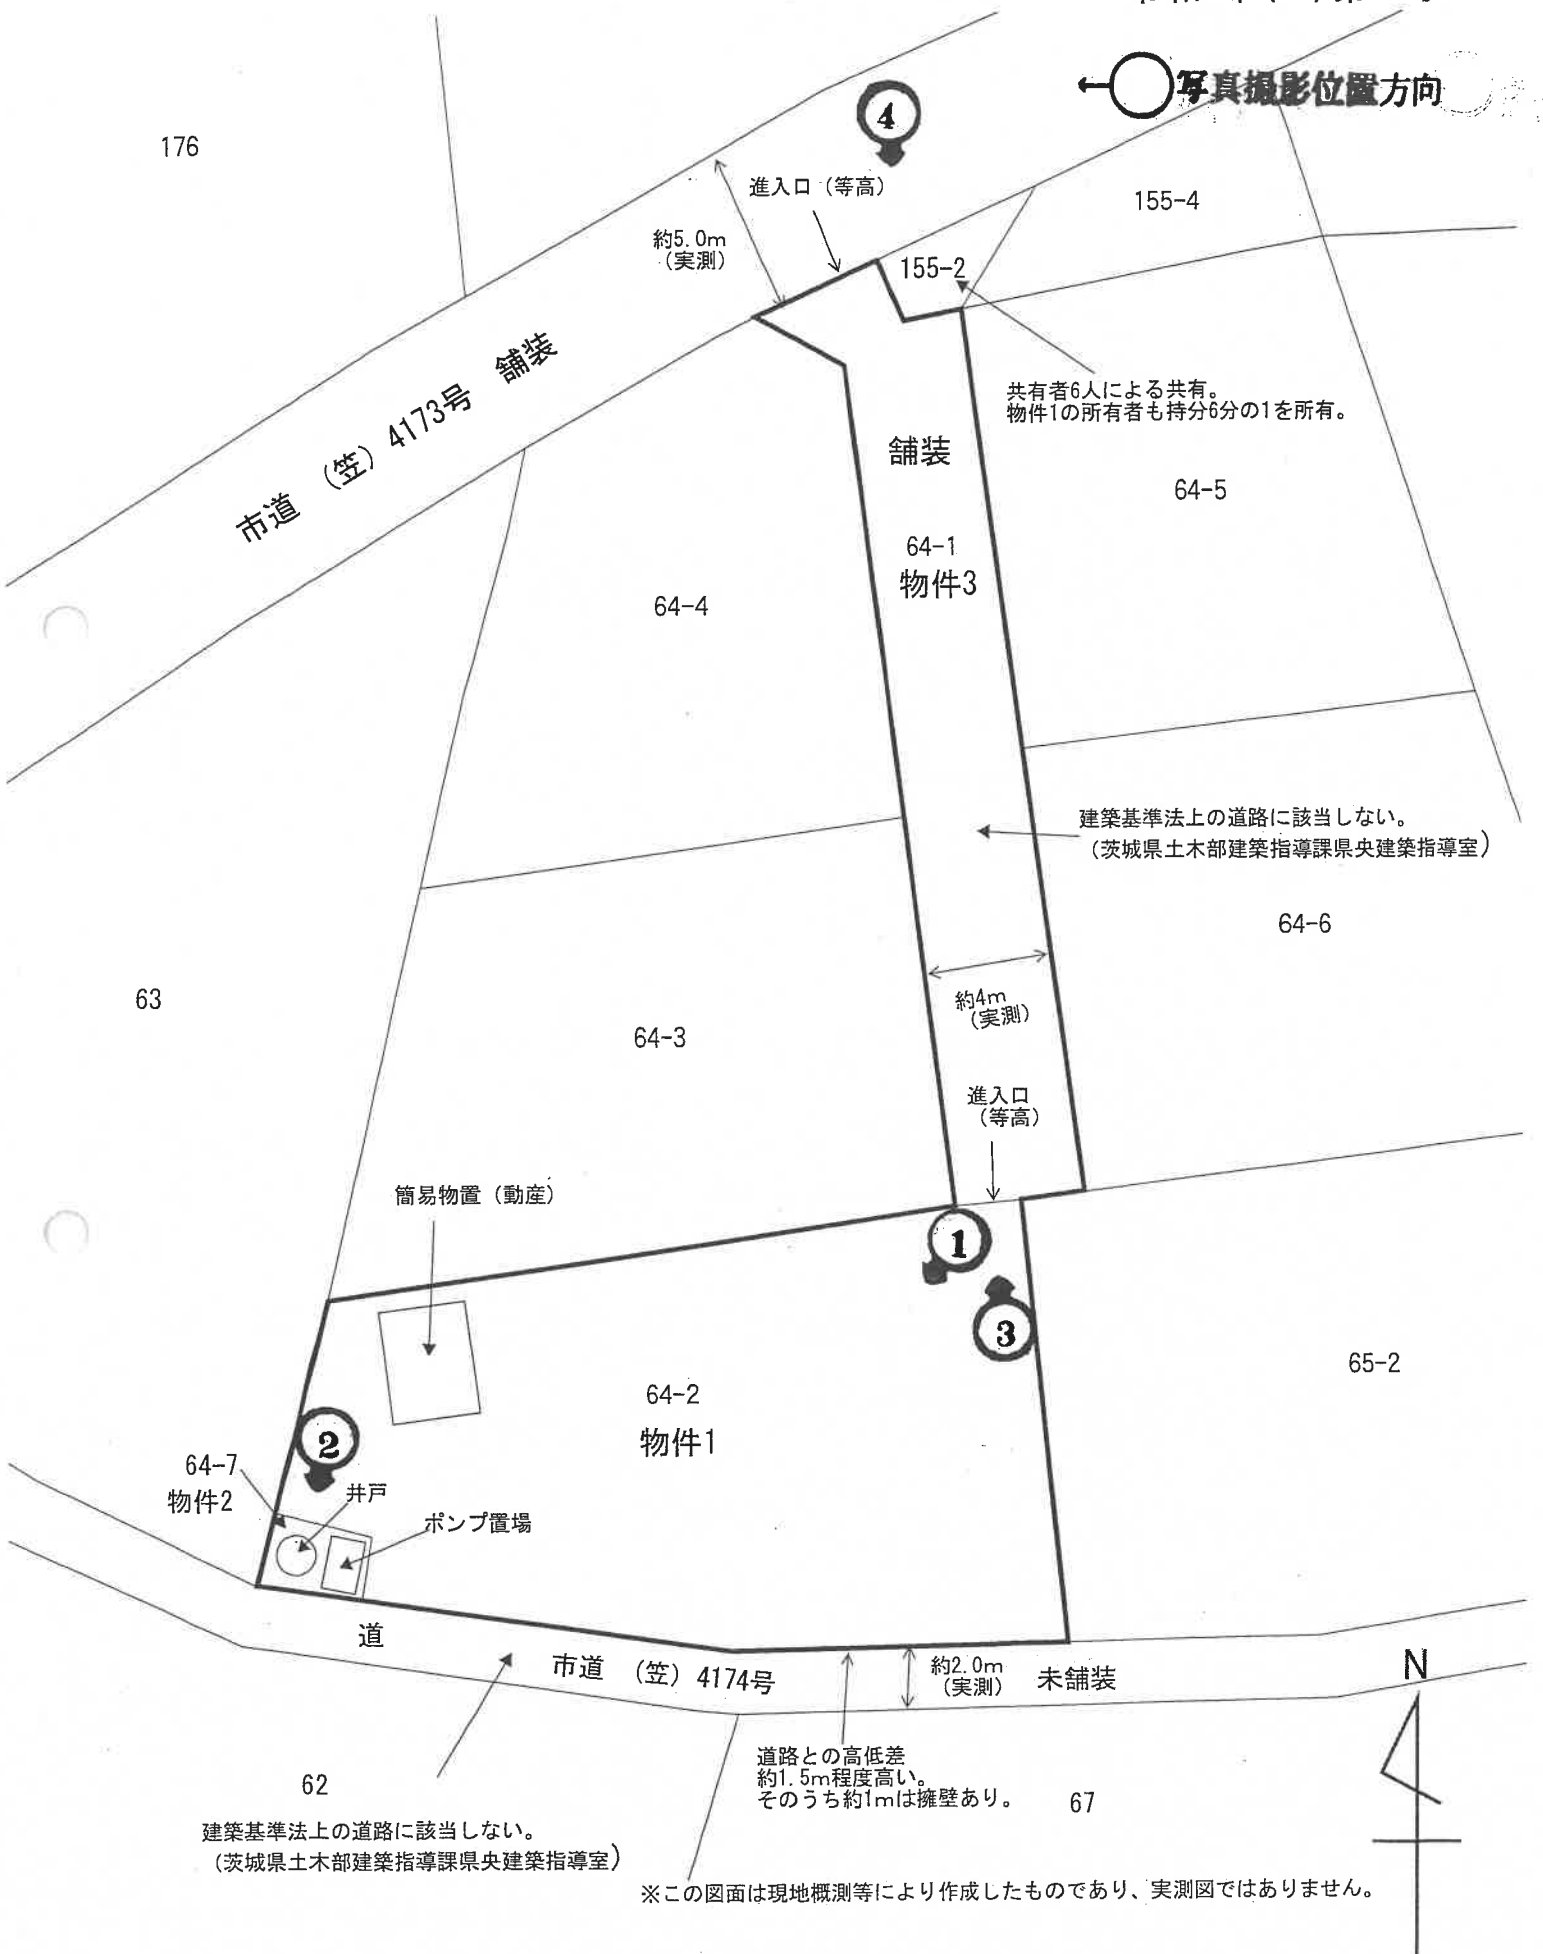 写真撮影位置方向
4
176
進入口（等高）
155-4
約5.0m
（実測）
155-2
市道 （笠）4173号 舗装
共有者6人による共有。
物件1の所有者も持分6分の1を所有。
舗装
64-5
64-1
物件3
64-4
建築基準法上の道路に該当しない。
（茨城県土木部建築指導課県央建築指導室）
64-6
63
約4m
（実測）
64-3
進入口
（等高）
簡易物置（動産）
1
3
65-2
64-2
物件1
2
64-7
物件2
井戸
ポンプ置場
道
市道 （笠）4174号
約2.0m
（実測）
未舗装
N
道路との高低差
約1.5m程度高い。
そのうち約1mは擁壁あり。
62
67
建築基準法上の道路に該当しない。
（茨城県土木部建築指導課県央建築指導室）
※この図面は現地概測等により作成したものであり、実測図ではありません。